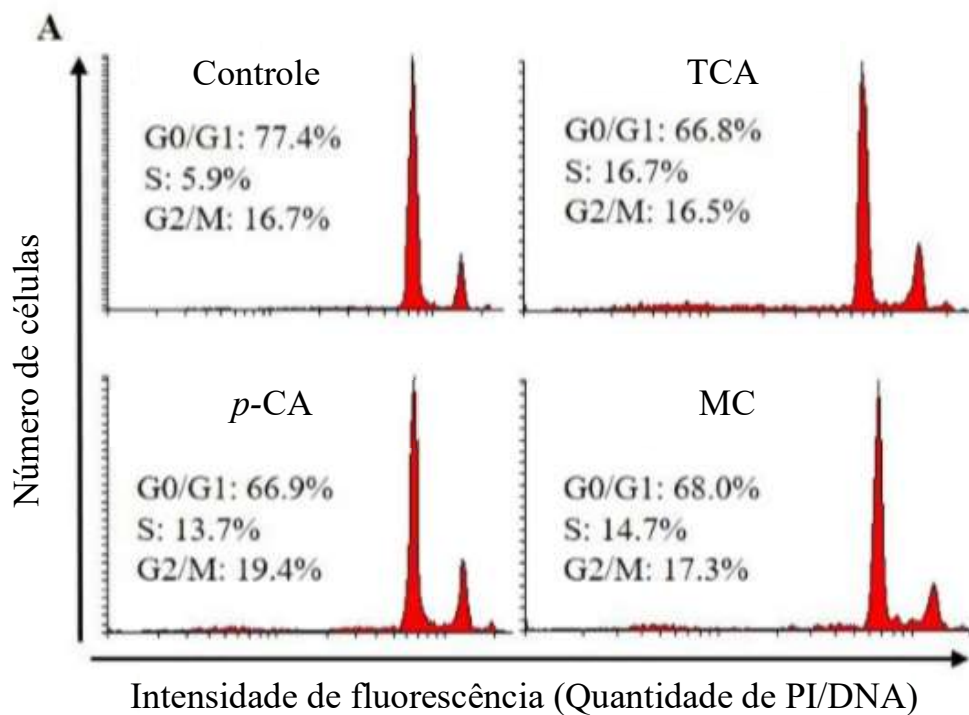 A
Controle
G0/G1: 77.4%
S: 5.9%
G2/M: 16.7%
TCA
G0/G1: 66.8%
S: 16.7%
G2/M: 16.5%
p-CA
G0/G1: 66.9%
S: 13.7%
G2/M: 19.4%
MC
G0/G1: 68.0%
S: 14.7%
G2/M: 17.3%
Número de células
Intensidade de fluorescência (Quantidade de PI/DNA)